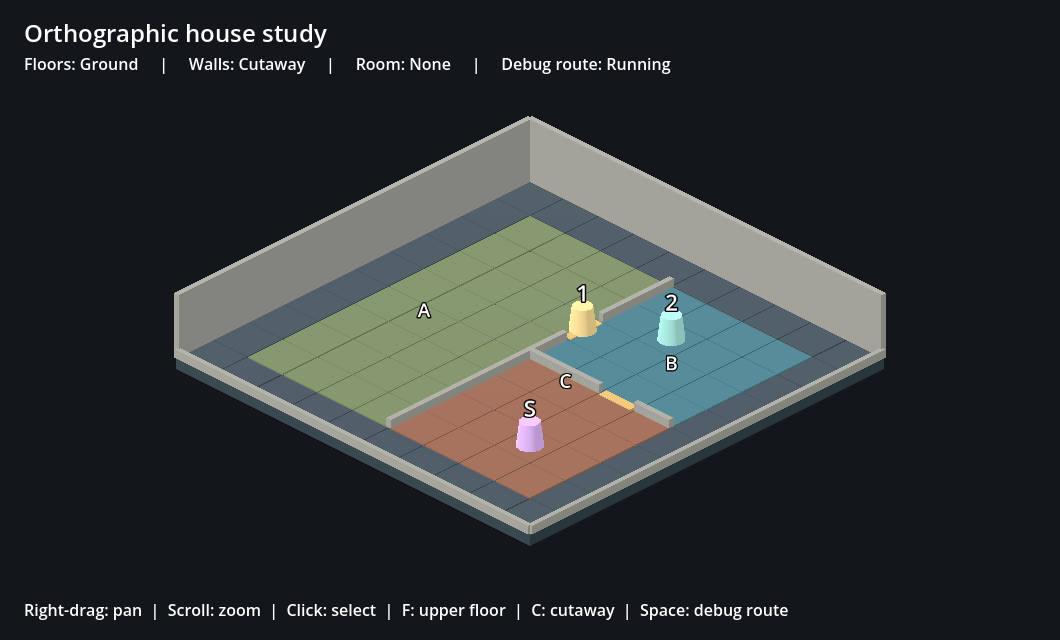 Orthographic house study
Floors: Ground | Walls: Cutaway | Room: None | Debug route: Running
1
2
A
B
C
S
Right-drag: pan | Scroll: zoom | Click: select | F: upper floor | C: cutaway | Space: debug route